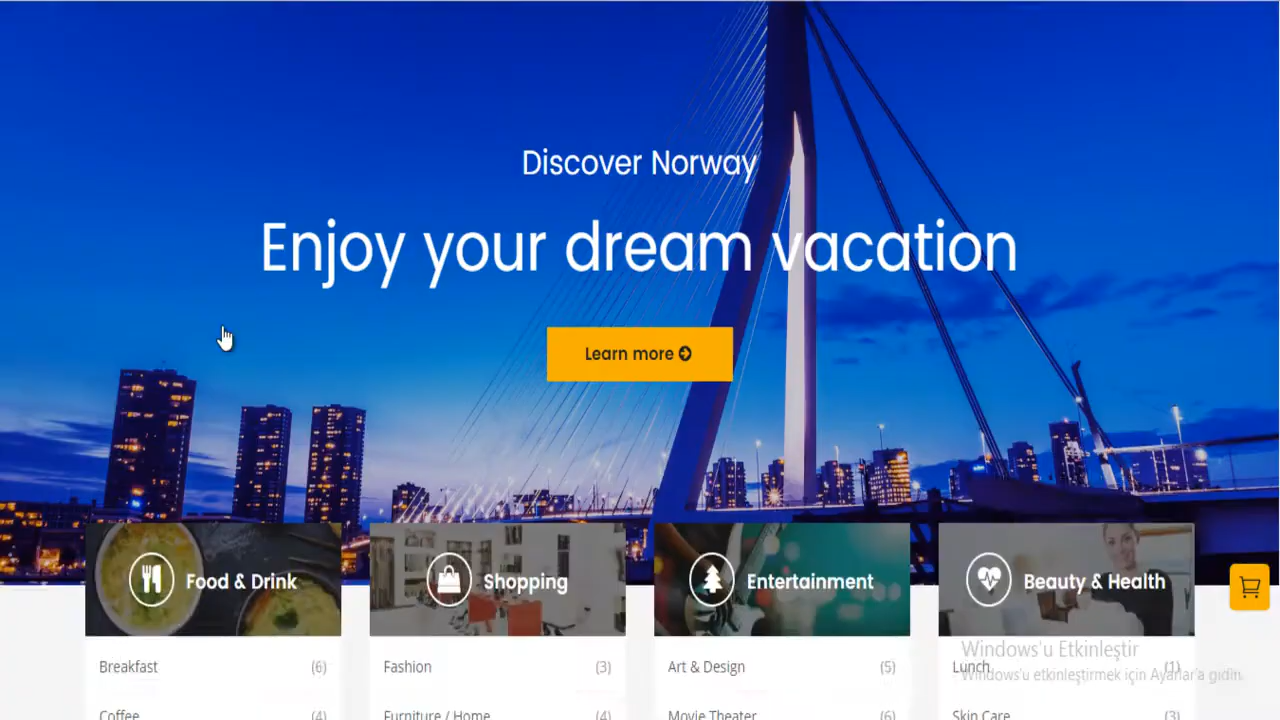 Discover Norway
Enjoy your dream vacation
Learn more
Food & Drink
Shopping
Entertainment
Beauty & Health
Breakfast (6)
Fashion (3)
Art & Design (5)
Lunch (1)
Windows'u Etkinleştir
Windows'u etkinleştirmek için Ayarlar'a gidin.
Coffee (4)
Furniture / Home (4)
Movie Theater (6)
Skin Care (3)